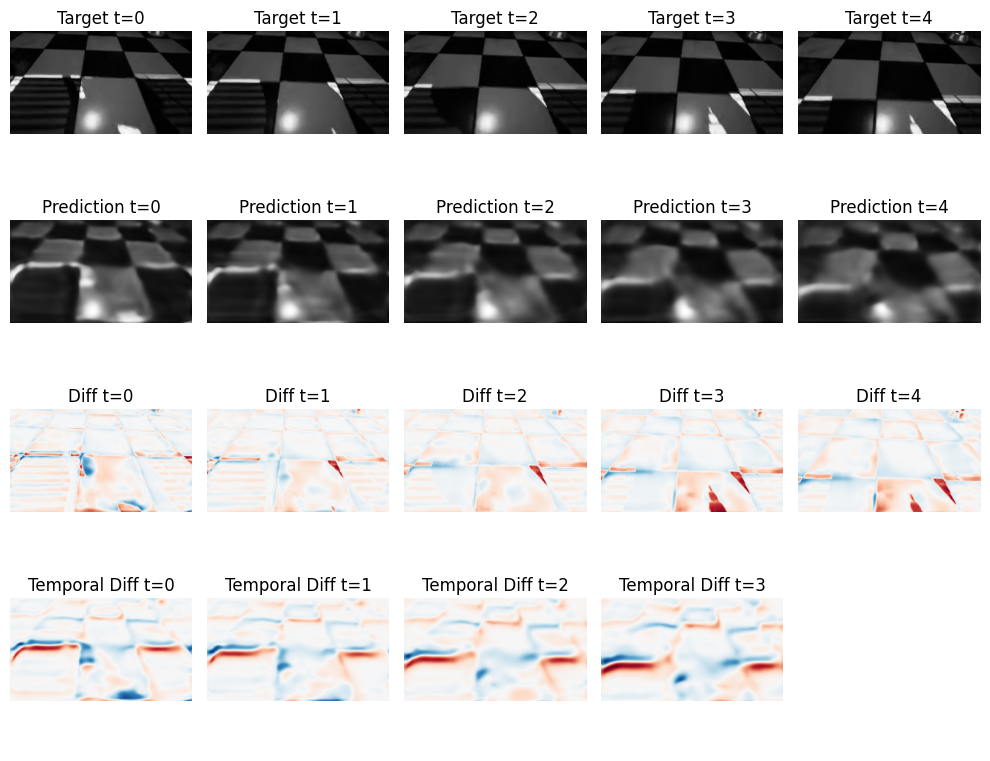 Target t=0 Target t=1 Target t=2 Target t=3 Target t=4
Prediction t=0 Prediction t=1 Prediction t=2 Prediction t=3 Prediction t=4
Diff t=0 Diff t=1 Diff t=2 Diff t=3 Diff t=4
Temporal Diff t=0 Temporal Diff t=1 Temporal Diff t=2 Temporal Diff t=3